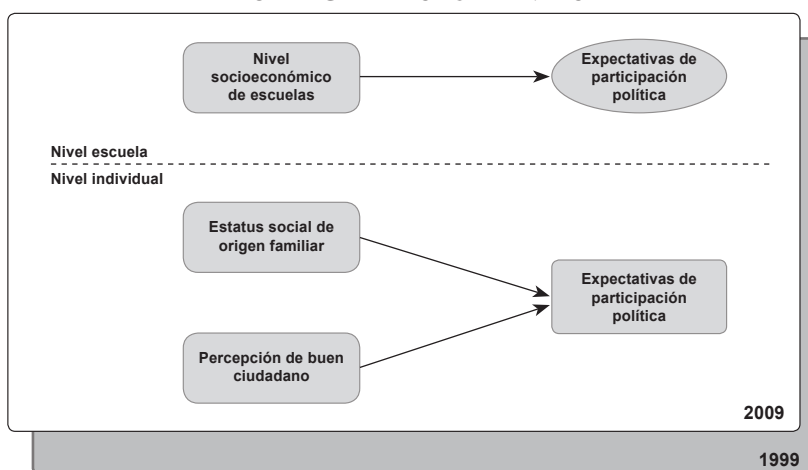 Nivel
socioeconómico
de escuelas
Expectativas de
participación
política
Nivel escuela
Nivel individual
Estatus social de
origen familiar
Expectativas de
participación
política
Percepción de buen
ciudadano
2009
1999